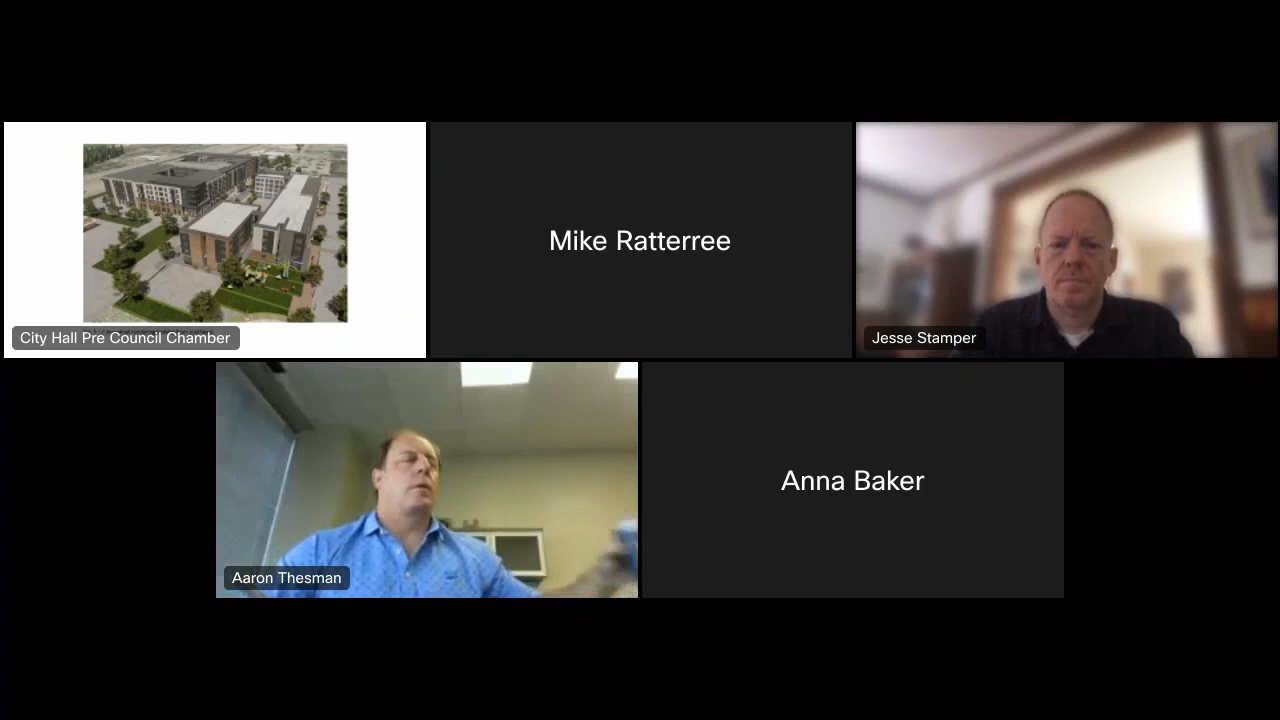 City Hall Pre Council Chamber
Mike Ratterree
Jesse Stamper
Aaron Thesman
Anna Baker